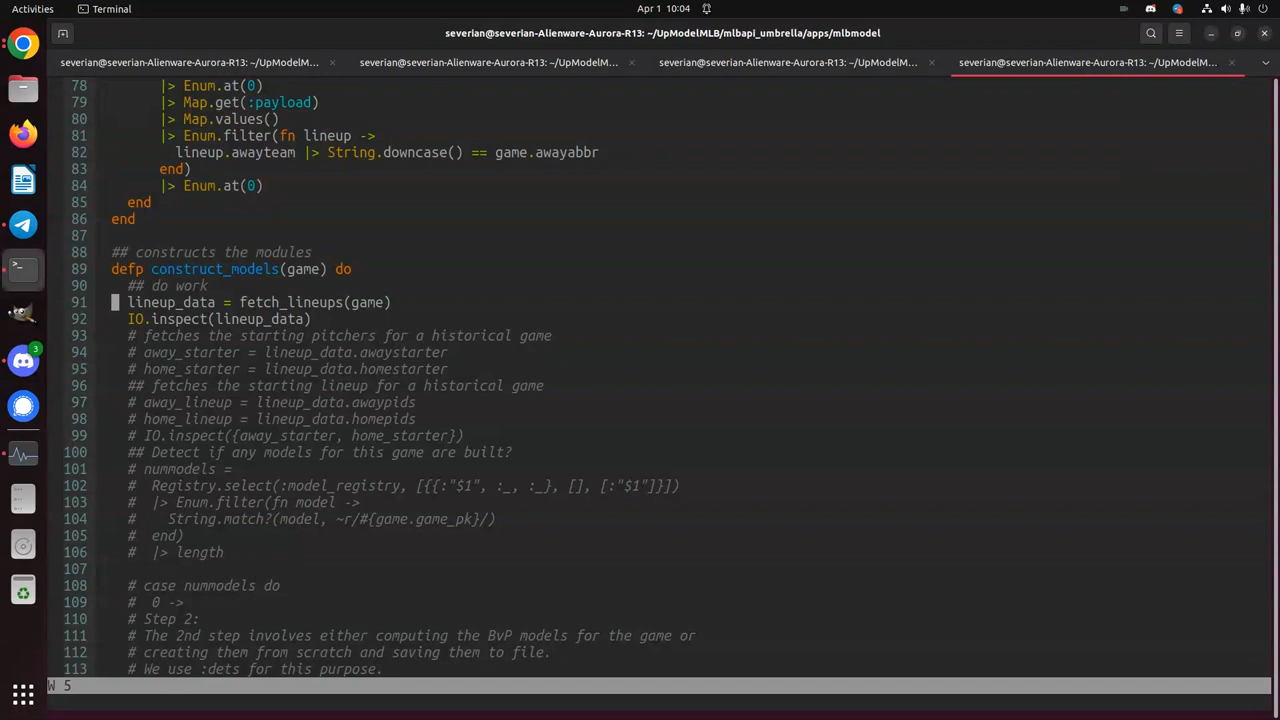 Activities
Terminal
Apr 1 10:04
severian@severian-Alienware-Aurora-R13: ~/UpModelMLB/mlbapi_umbrella/apps/mlbmodel
severian@severian-Alienware-Aurora-R13: ~/UpModelM...
severian@severian-Alienware-Aurora-R13: ~/UpModelM...
severian@severian-Alienware-Aurora-R13: ~/UpModelM...
severian@severian-Alienware-Aurora-R13: ~/UpModelM...
78 |> Enum.at(0)
79 |> Map.get(:payload)
80 |> Map.values()
81 |> Enum.filter(fn lineup ->
82 lineup.awayteam |> String.downcase() == game.awayabbr
83 end)
84 |> Enum.at(0)
85 end
86 end
87
88 ## constructs the modules
89 defp construct_models(game) do
90 ## do work
91 lineup_data = fetch_lineups(game)
92 IO.inspect(lineup_data)
93 # fetches the starting pitchers for a historical game
94 # away_starter = lineup_data.awaystarter
95 # home_starter = lineup_data.homestarter
96 ## fetches the starting lineup for a historical game
97 # away_lineup = lineup_data.awaypids
98 # home_lineup = lineup_data.homepids
99 # IO.inspect({away_starter, home_starter})
100 ## Detect if any models for this game are built?
101 # nummodels =
102 # Registry.select(:model_registry, [{{:"$1", :_, :_}, [], [:"$1"]}])
103 # |> Enum.filter(fn model ->
104 # String.match?(model, ~r/#{game.game_pk}/)
105 # end)
106 # |> length
107
108 # case nummodels do
109 # 0 ->
110 # Step 2:
111 # The 2nd step involves either computing the BvP models for the game or
112 # creating them from scratch and saving them to file.
113 # We use :dets for this purpose.
W 5
3